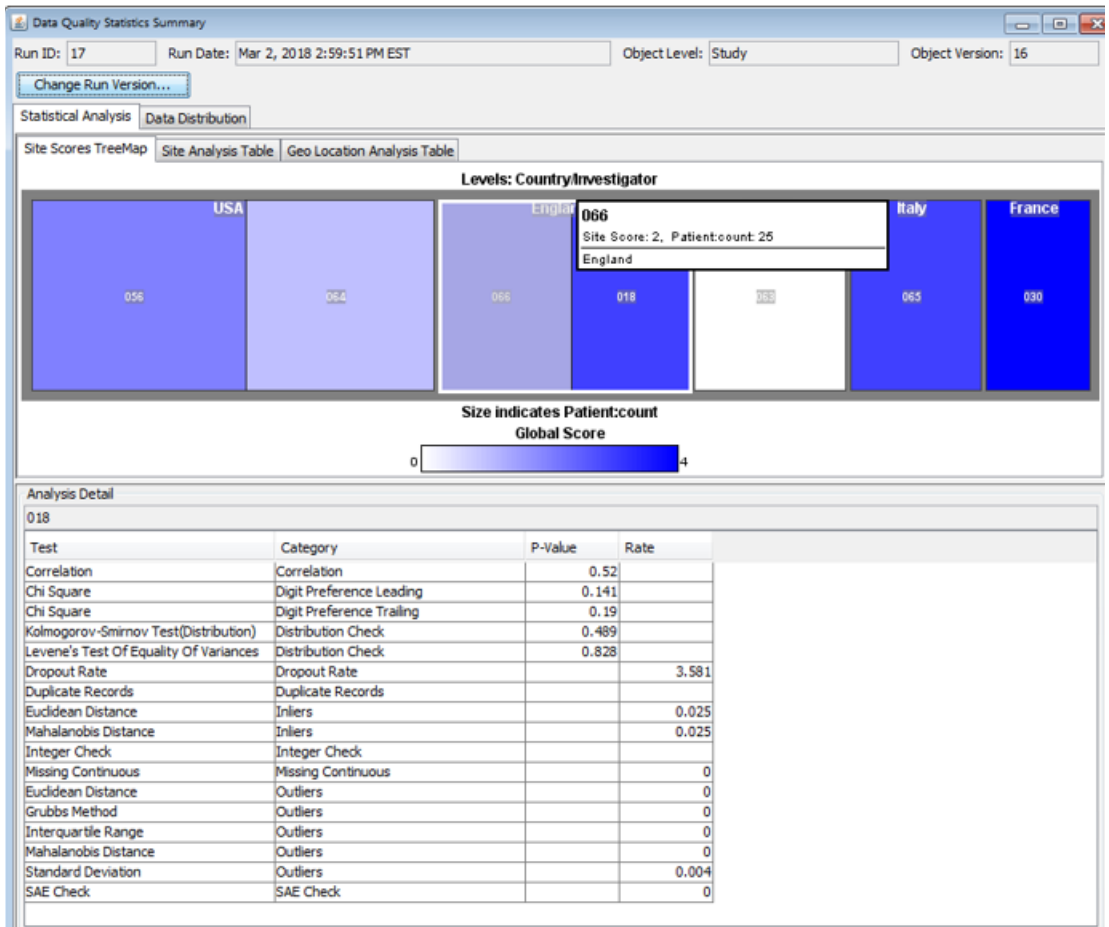 Data Quality Statistics Summary
Run ID: 17 Run Date: Mar 2, 2018 2:59:51 PM EST Object Level: Study Object Version: 16
Change Run Version...
Statistical Analysis Data Distribution
Site Scores TreeMap Site Analysis Table Geo Location Analysis Table
Levels: Country/Investigator
USA Italy France
066
Site Score: 2, Patient:count: 25
England
056 064 066 018 063 065 030
Size indicates Patient:count
Global Score
0 4
Analysis Detail
018
Test Category P-Value Rate
Correlation Correlation 0.52
Chi Square Digit Preference Leading 0.141
Chi Square Digit Preference Trailing 0.19
Kolmogorov-Smirnov Test(Distribution) Distribution Check 0.489
Levene's Test Of Equality Of Variances Distribution Check 0.828
Dropout Rate Dropout Rate 3.581
Duplicate Records Duplicate Records
Euclidean Distance Inliers 0.025
Mahalanobis Distance Inliers 0.025
Integer Check Integer Check
Missing Continuous Missing Continuous 0
Euclidean Distance Outliers 0
Grubbs Method Outliers 0
Interquartile Range Outliers 0
Mahalanobis Distance Outliers 0
Standard Deviation Outliers 0.004
SAE Check SAE Check 0